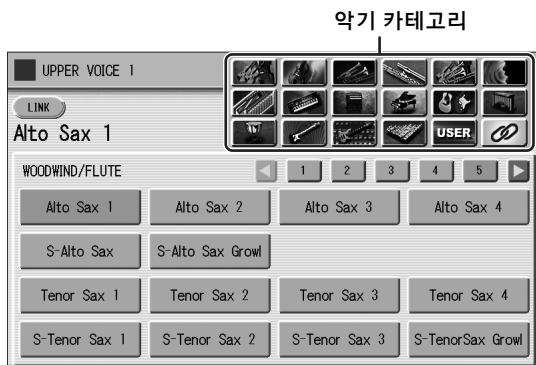 악기 카테고리
UPPER VOICE 1
LINK
Alto Sax 1
USER
WOODWIND/FLUTE
1 2 3 4 5
Alto Sax 1 Alto Sax 2 Alto Sax 3 Alto Sax 4
S-Alto Sax S-Alto Sax Growl
Tenor Sax 1 Tenor Sax 2 Tenor Sax 3 Tenor Sax 4
S-Tenor Sax 1 S-Tenor Sax 2 S-Tenor Sax 3 S-TenorSax Growl